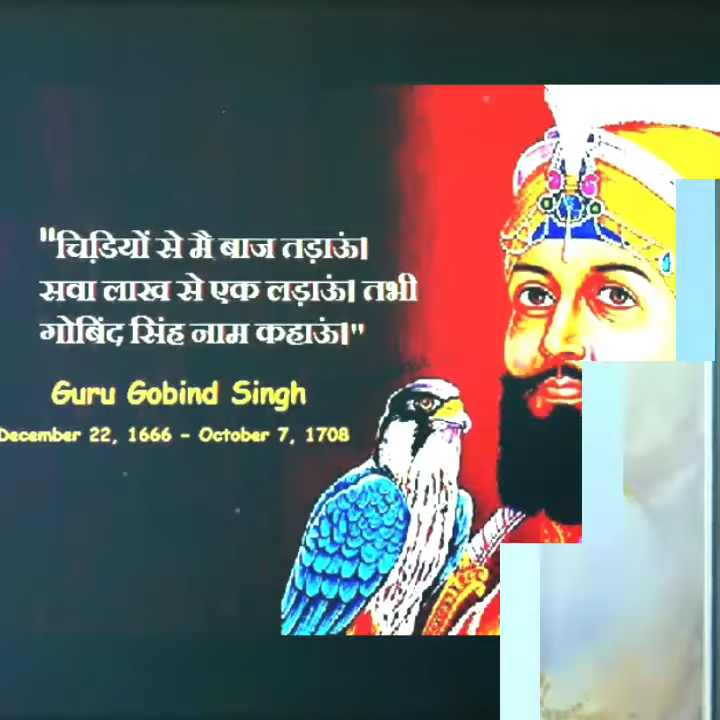 "चिडियों से मै बाज तड़ाऊं।
सवा लाख से एक लड़ाऊं। तभी
गोबिंद सिंह नाम कहाऊं।"
Guru Gobind Singh
December 22, 1666 - October 7, 1708